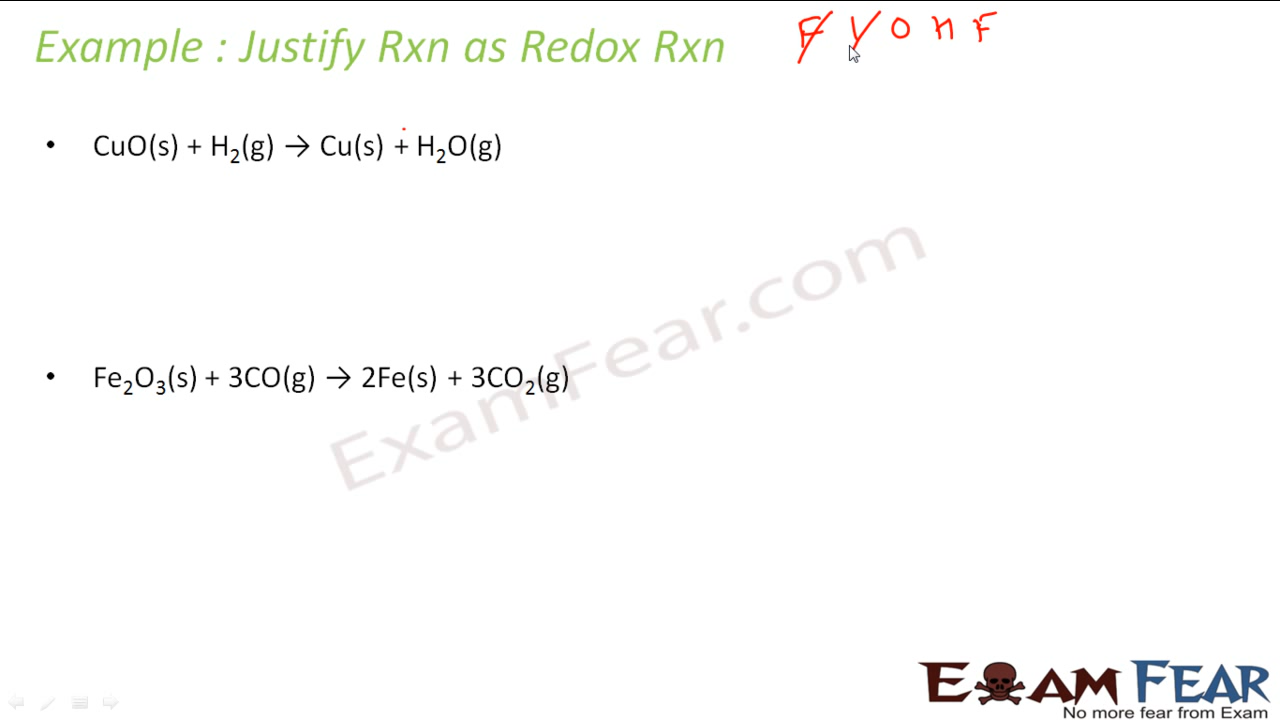 Example : Justify Rxn as Redox Rxn
• CuO(s) + H₂(g) → Cu(s) + H₂O(g)
ExamFear.com
• Fe₂O₃(s) + 3CO(g) → 2Fe(s) + 3CO₂(g)
EXAM FEAR
No more fear from Exam